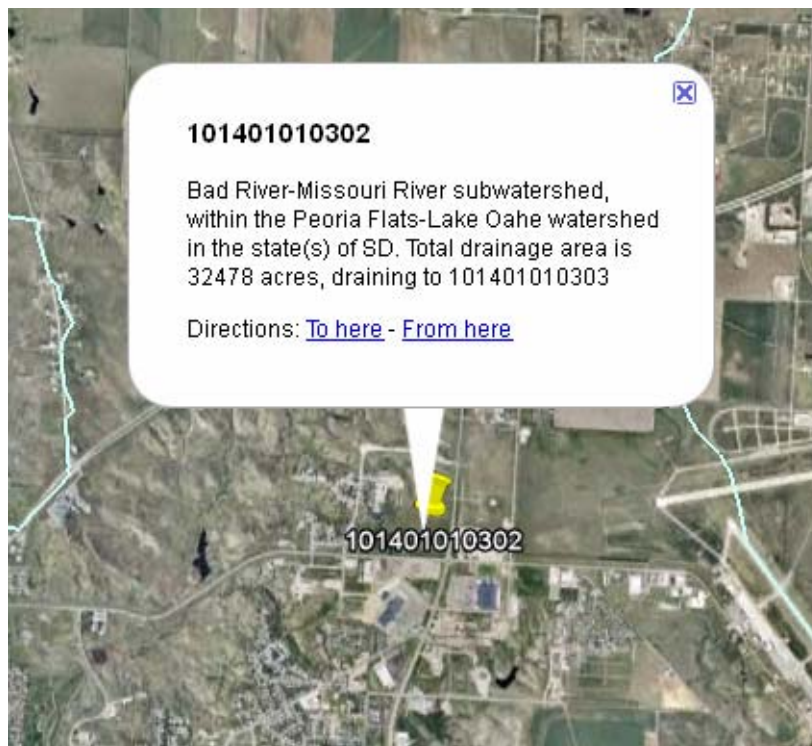 101401010302
Bad River-Missouri River subwatershed,
within the Peoria Flats-Lake Oahe watershed
in the state(s) of SD. Total drainage area is
32478 acres, draining to 101401010303
Directions: To here - From here
101401010302